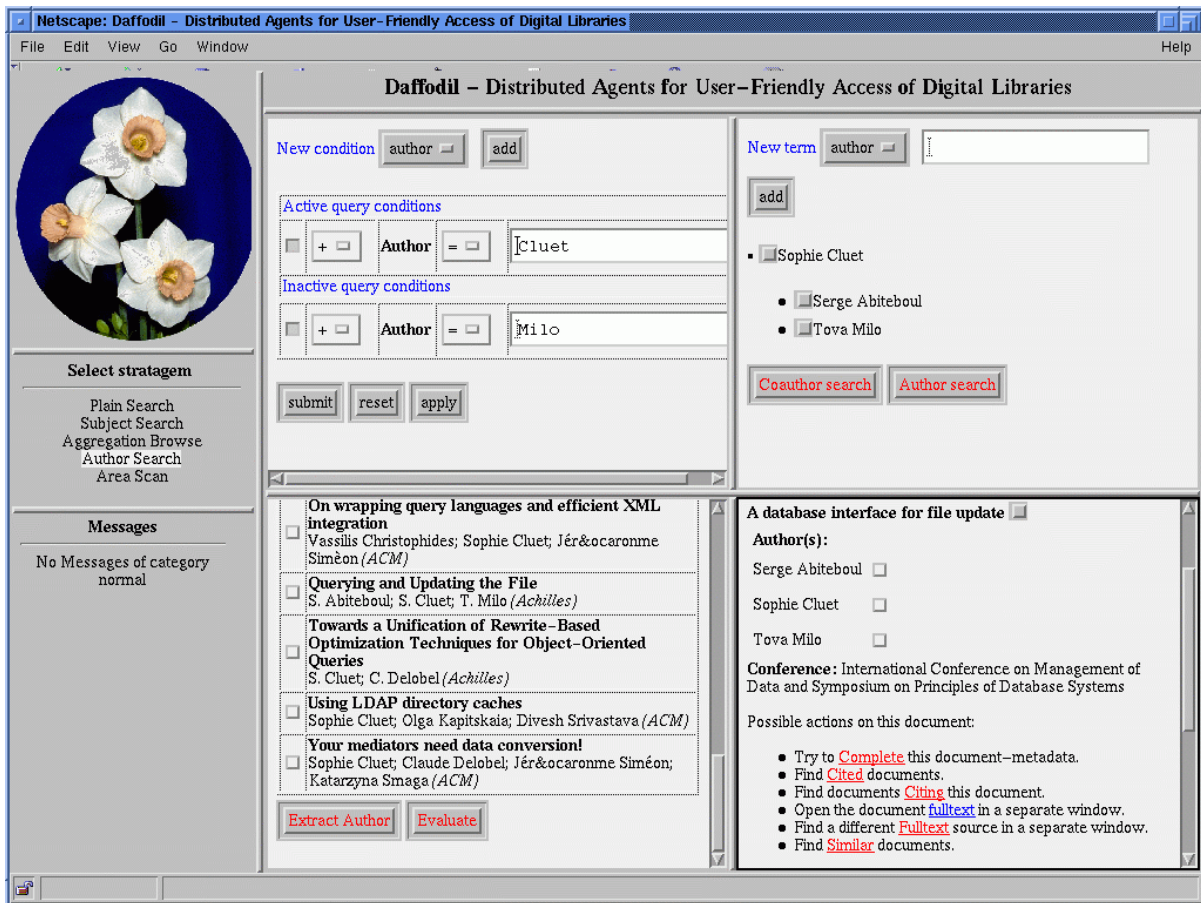 Netscape: Daffodil - Distributed Agents for User-Friendly Access of Digital Libraries
File Edit View Go Window Help
Daffodil - Distributed Agents for User-Friendly Access of Digital Libraries
Select stratagem
Plain Search
Subject Search
Aggregation Browse
Author Search
Area Scan
Messages
No Messages of category
normal
New condition author add
Active query conditions
+ Author = Cluet
Inactive query conditions
+ Author = Milo
submit reset apply
New term author
add
Sophie Cluet
Serge Abiteboul
Tova Milo
Coauthor search Author search
On wrapping query languages and efficient XML
integration
Vassilis Christophides; Sophie Cluet; Jér&ocaronme
Simèon (ACM)
Querying and Updating the File
S. Abiteboul; S. Cluet; T. Milo (Achilles)
Towards a Unification of Rewrite-Based
Optimization Techniques for Object-Oriented
Queries
S. Cluet; C. Delobel (Achilles)
Using LDAP directory caches
Sophie Cluet; Olga Kapitskaia; Divesh Srivastava (ACM)
Your mediators need data conversion!
Sophie Cluet; Claude Delobel; Jér&ocaronme Siméon;
Katarzyna Smaga (ACM)
Extract Author Evaluate
A database interface for file update
Author(s):
Serge Abiteboul
Sophie Cluet
Tova Milo
Conference: International Conference on Management of
Data and Symposium on Principles of Database Systems
Possible actions on this document:
Try to Complete this document-metadata.
Find Cited documents.
Find documents Citing this document.
Open the document fulltext in a separate window.
Find a different Fulltext source in a separate window.
Find Similar documents.